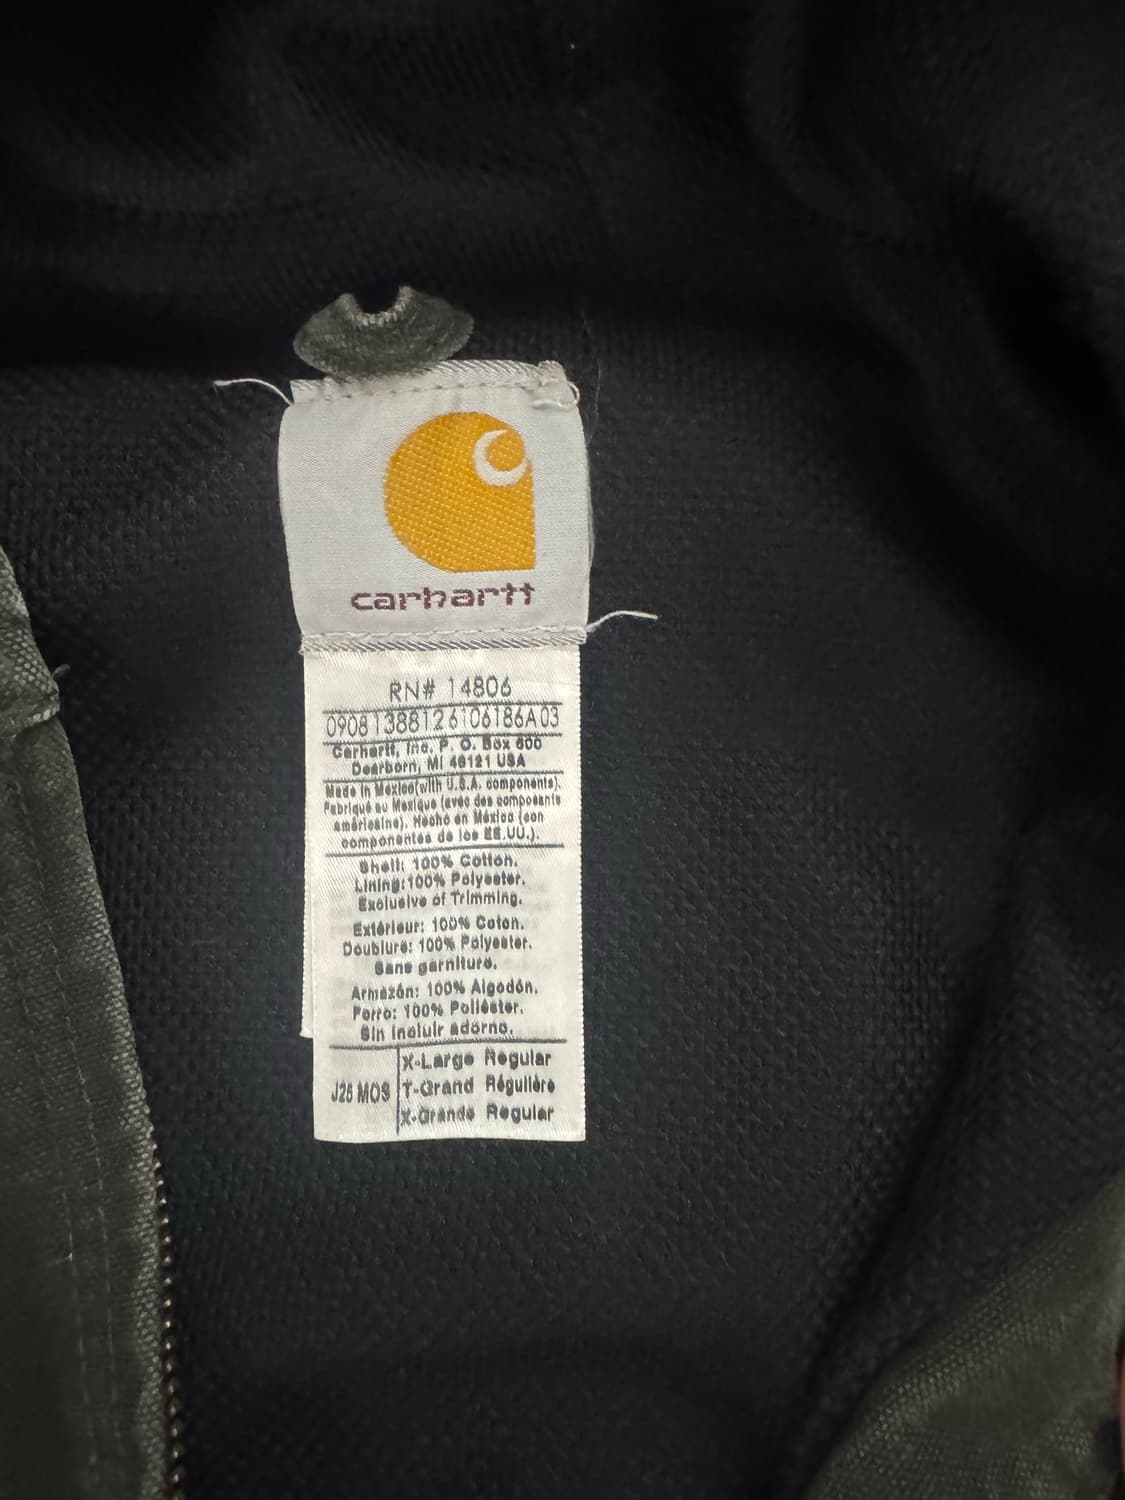 carhartt
RN# 14806
09081388126106186A03
Carhartt, Inc. P. O. Box 600
Dearborn, MI 48121 USA
Made in Mexico(with U.S.A. components).
Fabriqué au Mexique (avec des composants
américains). Hecho en México (con
componentes de los EE.UU.).
Shell: 100% Cotton.
Lining:100% Polyester.
Exclusive of Trimming.
Extérieur: 100% Coton.
Doublure: 100% Polyester.
Sans garniture.
Armazón: 100% Algodón.
Forro: 100% Poliéster.
Sin incluir adorno.
J25 MOS
X-Large Regular
T-Grand Régulière
X-Grande Regular